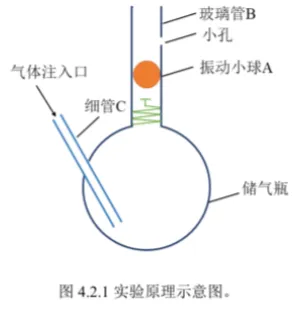 玻璃管B
小孔
振动小球A
气体注入口
细管C
储气瓶
图 4.2.1 实验原理示意图。